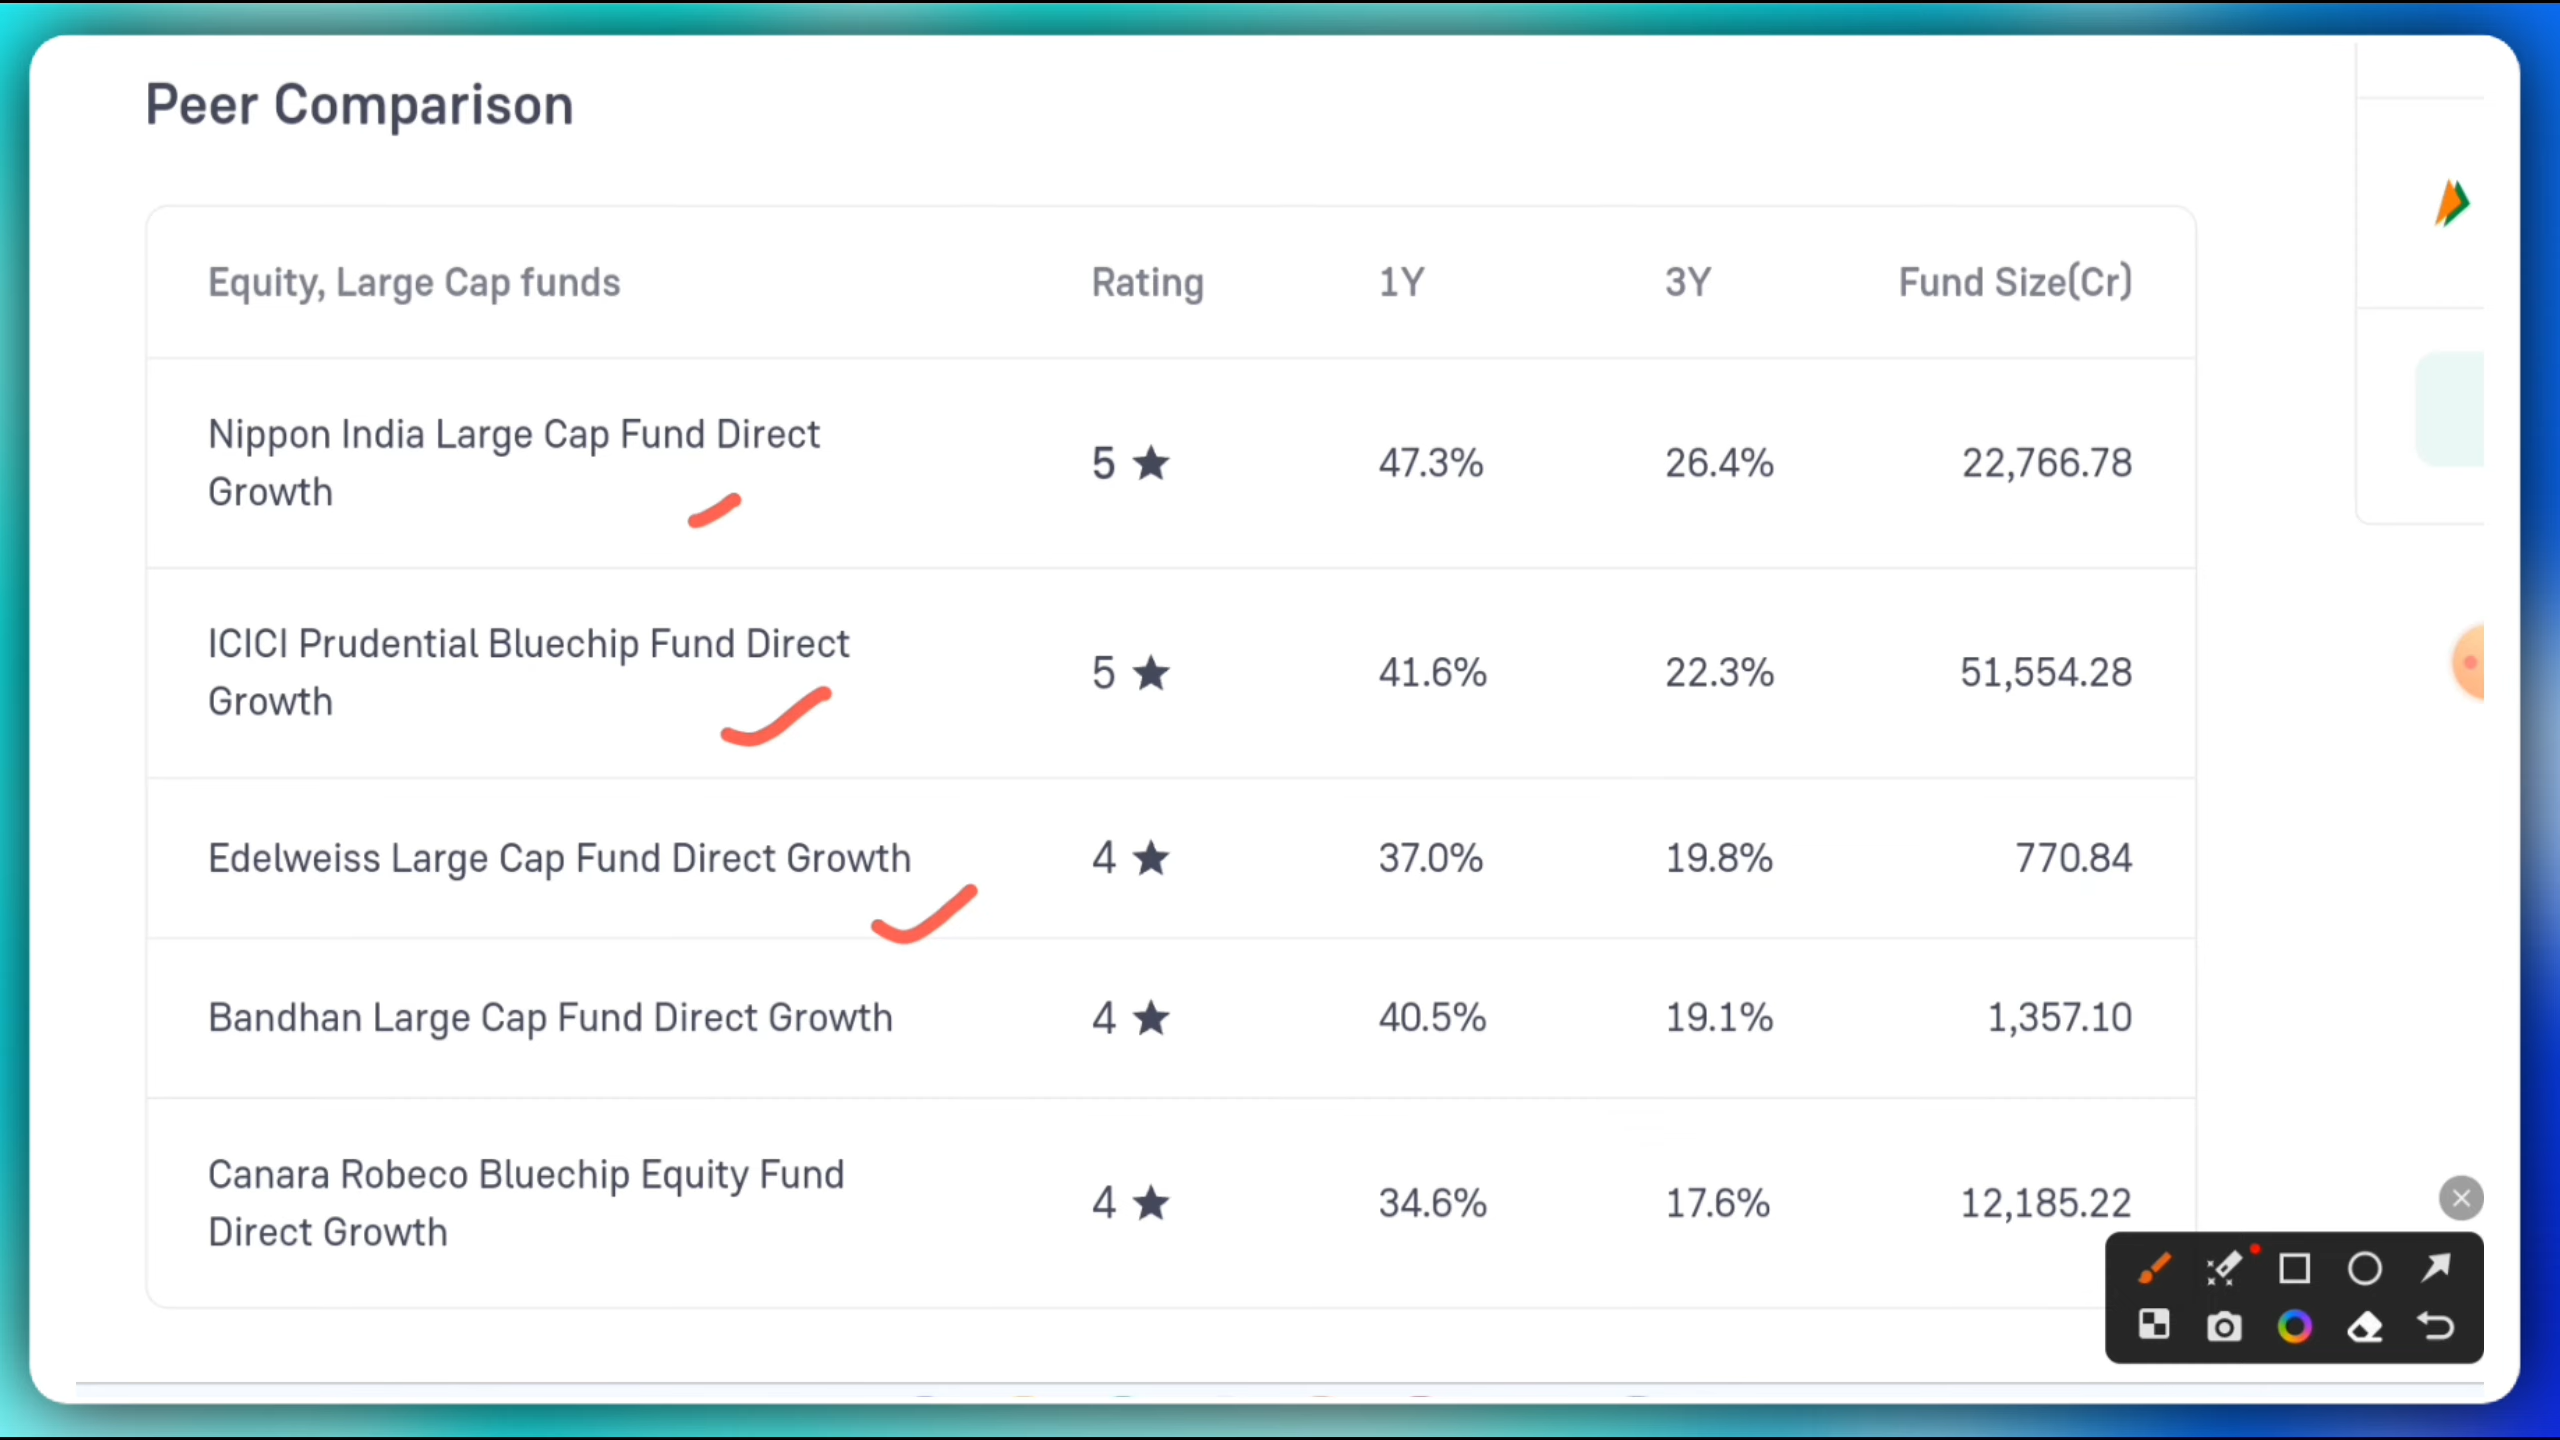 Peer Comparison
Equity, Large Cap funds Rating 1Y 3Y Fund Size(Cr)
Nippon India Large Cap Fund Direct
Growth
5 ★ 47.3% 26.4% 22,766.78
ICICI Prudential Bluechip Fund Direct
Growth
5 ★ 41.6% 22.3% 51,554.28
Edelweiss Large Cap Fund Direct Growth 4 ★ 37.0% 19.8% 770.84
Bandhan Large Cap Fund Direct Growth 4 ★ 40.5% 19.1% 1,357.10
Canara Robeco Bluechip Equity Fund
Direct Growth
4 ★ 34.6% 17.6% 12,185.22